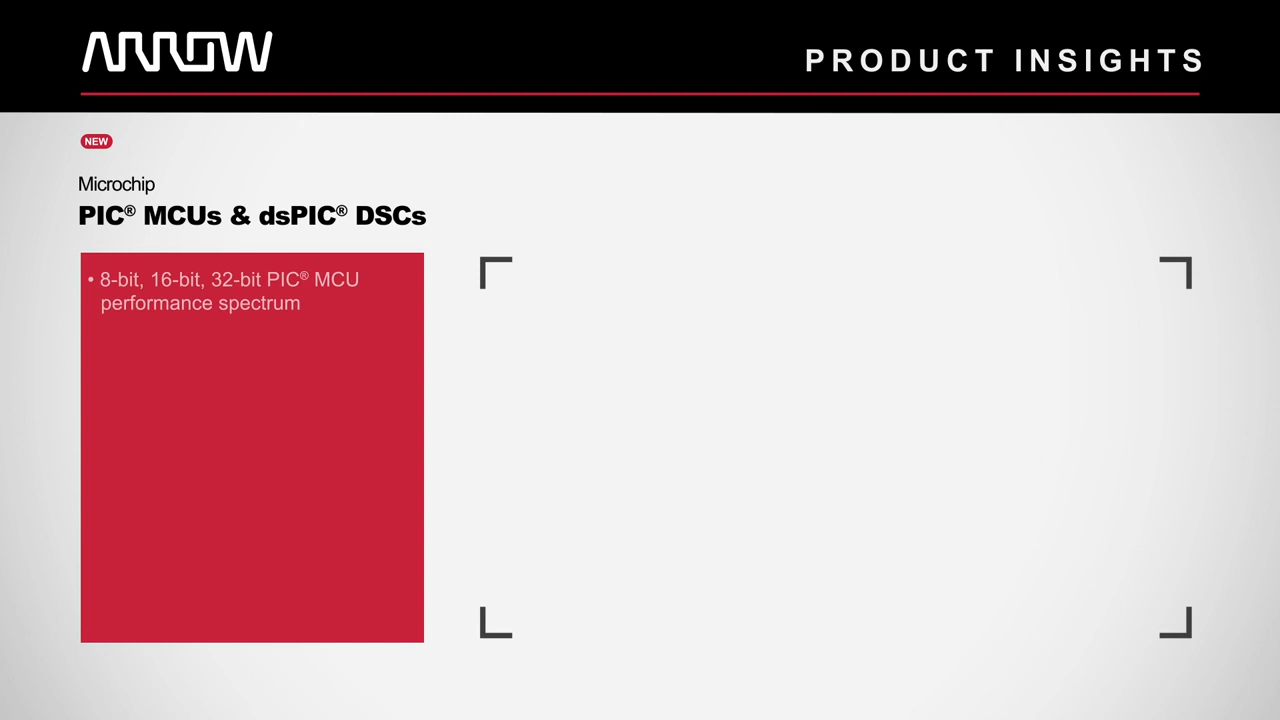 ARROW
PRODUCT INSIGHTS
NEW
Microchip
PIC® MCUs & dsPIC® DSCs
• 8-bit, 16-bit, 32-bit PIC® MCU
performance spectrum